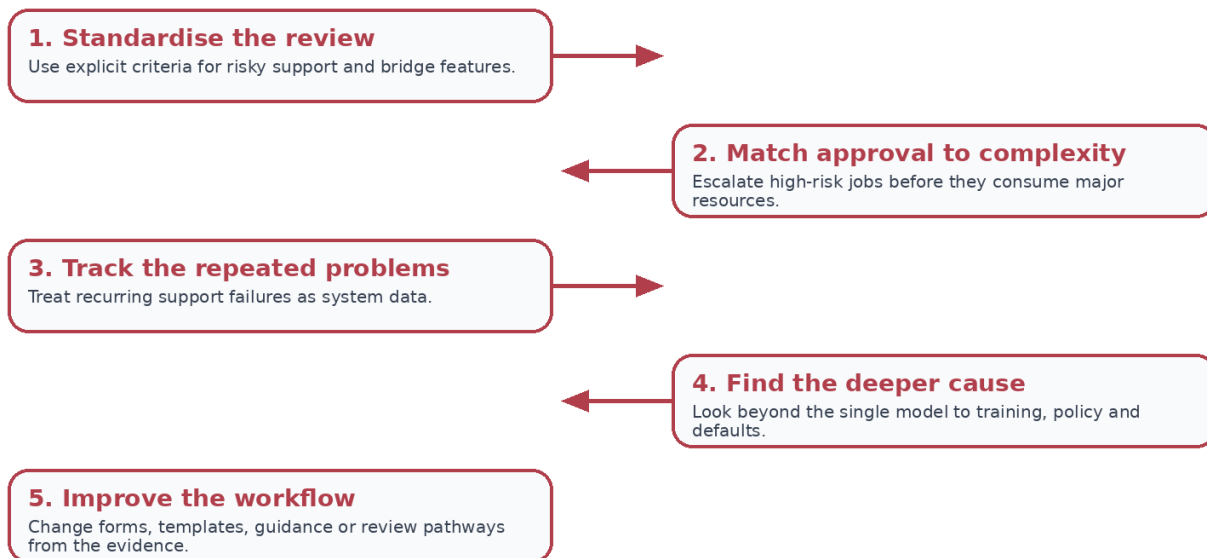 1. Standardise the review
Use explicit criteria for risky support and bridge features.
2. Match approval to complexity
Escalate high-risk jobs before they consume major
resources.
3. Track the repeated problems
Treat recurring support failures as system data.
4. Find the deeper cause
Look beyond the single model to training, policy and
defaults.
5. Improve the workflow
Change forms, templates, guidance or review pathways
from the evidence.